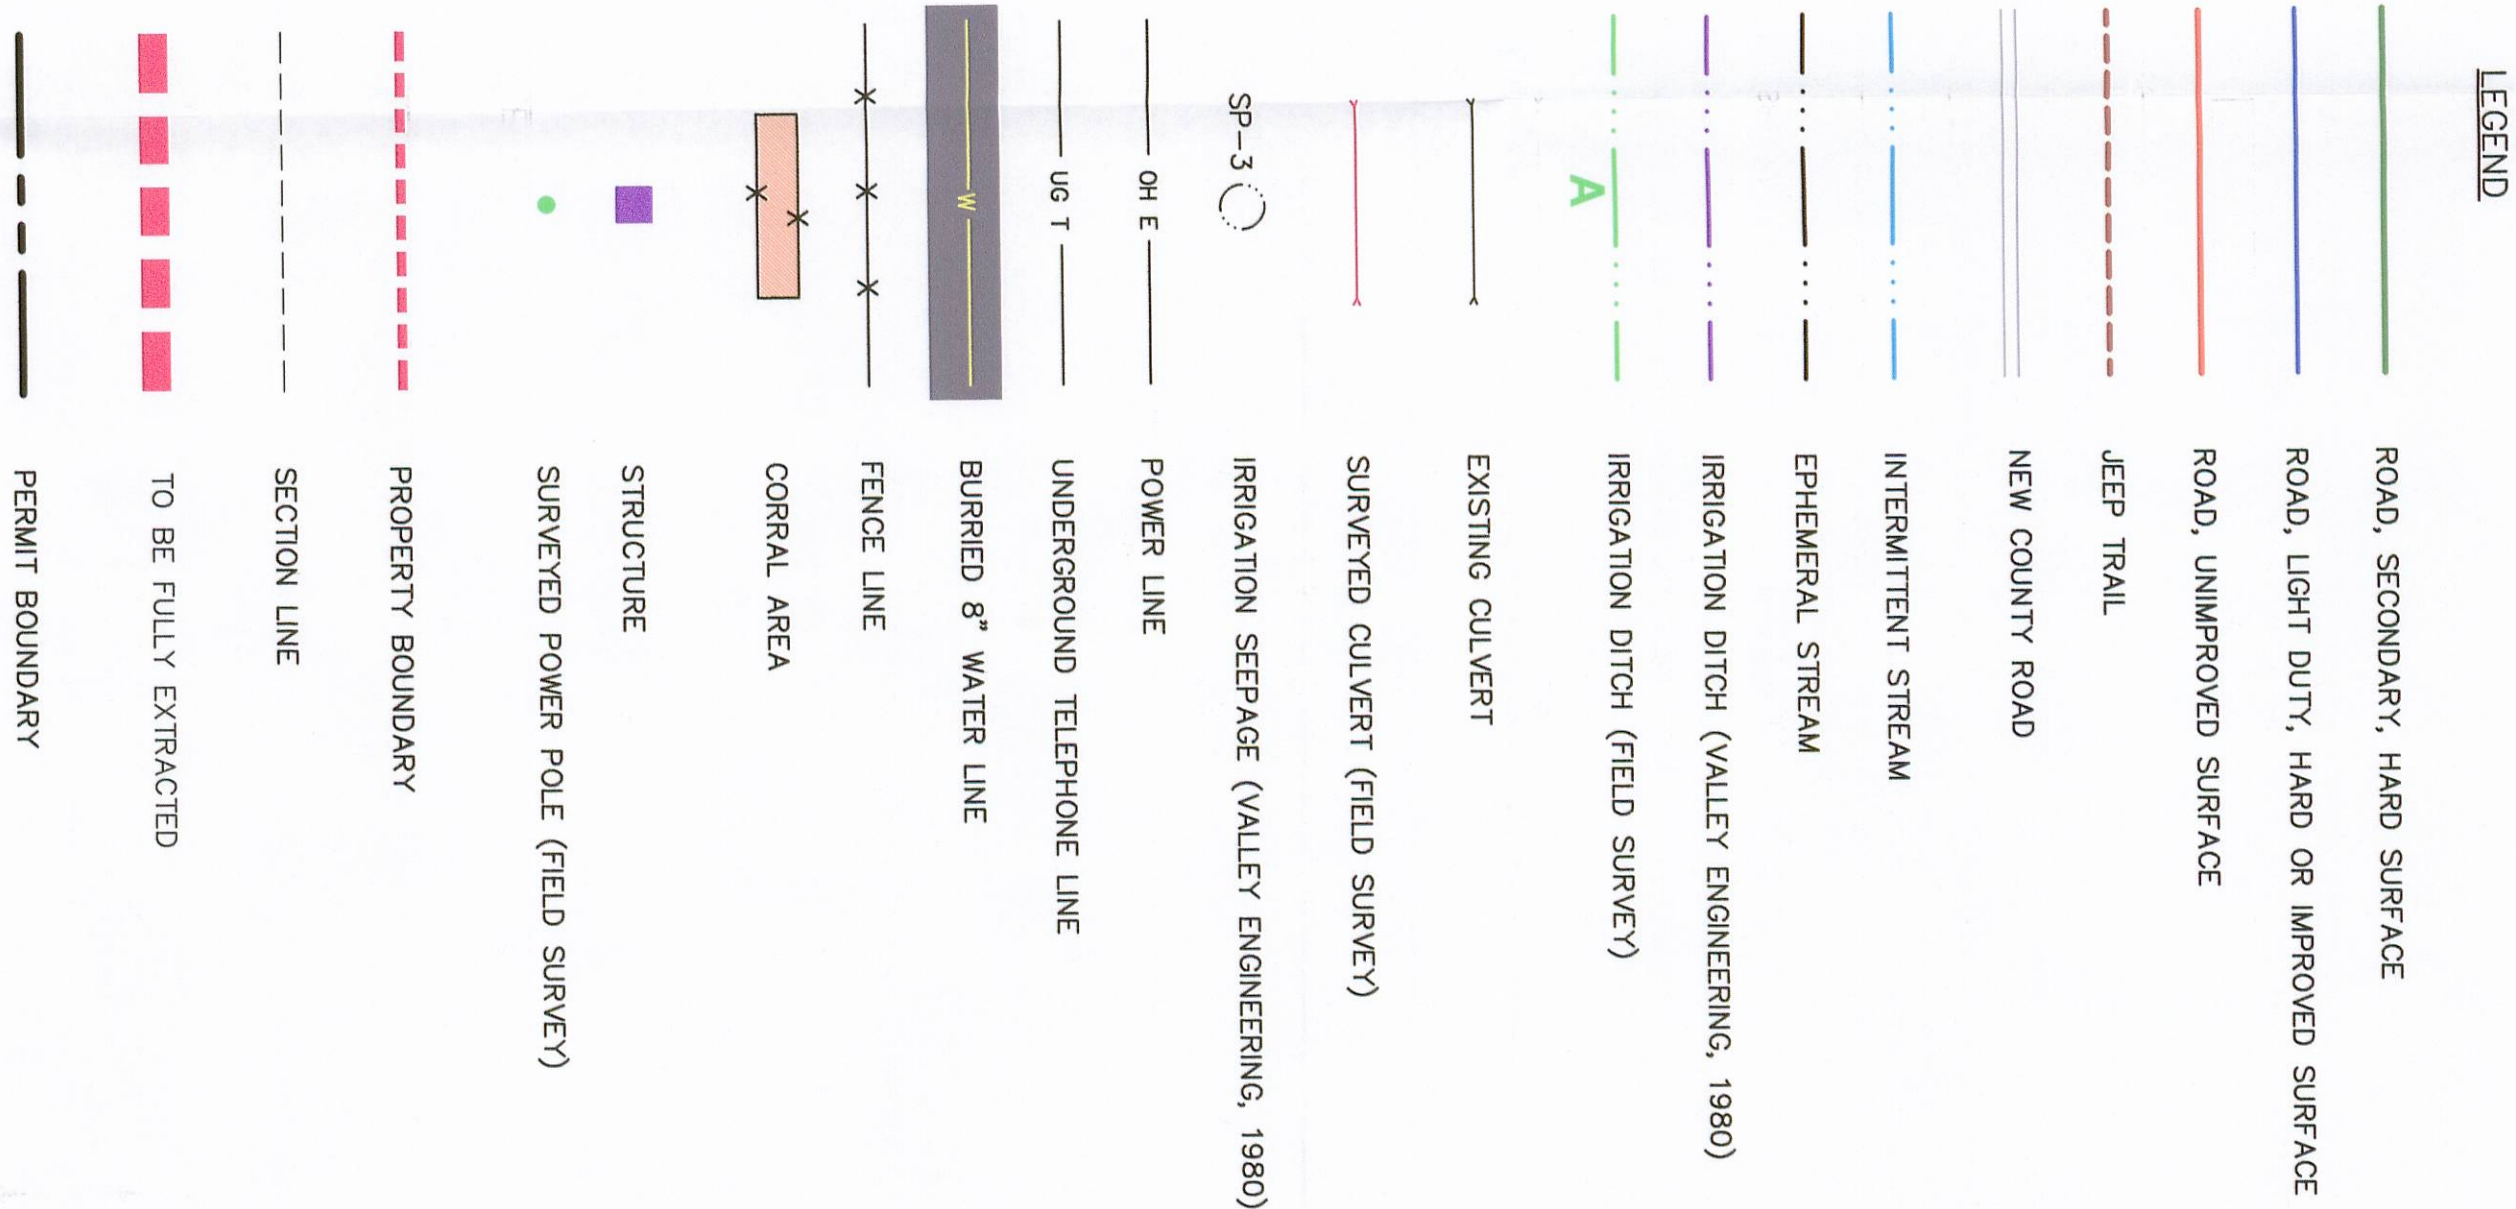 LEGEND
ROAD, SECONDARY, HARD SURFACE
ROAD, LIGHT DUTY, HARD OR IMPROVED SURFACE
ROAD, UNIMPROVED SURFACE
JEEP TRAIL
NEW COUNTY ROAD
INTERMITTENT STREAM
EPHEMERAL STREAM
IRRIGATION DITCH (VALLEY ENGINEERING, 1980)
A IRRIGATION DITCH (FIELD SURVEY)
EXISTING CULVERT
SURVEYED CULVERT (FIELD SURVEY)
SP-3 IRRIGATION SEEPAGE (VALLEY ENGINEERING, 1980)
OH E POWER LINE
UG T UNDERGROUND TELEPHONE LINE
W BURRIED 8" WATER LINE
FENCE LINE
CORRAL AREA
STRUCTURE
SURVEYED POWER POLE (FIELD SURVEY)
PROPERTY BOUNDARY
SECTION LINE
TO BE FULLY EXTRACTED
PERMIT BOUNDARY